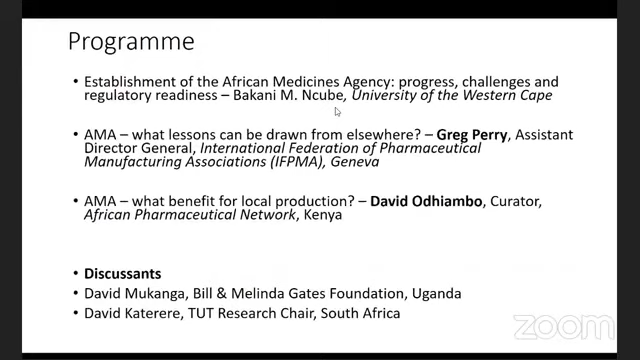 Programme
• Establishment of the African Medicines Agency: progress, challenges and
regulatory readiness – Bakani M. Ncube, University of the Western Cape
• AMA – what lessons can be drawn from elsewhere? – Greg Perry, Assistant
Director General, International Federation of Pharmaceutical
Manufacturing Associations (IFPMA), Geneva
• AMA – what benefit for local production? – David Odhiambo, Curator,
African Pharmaceutical Network, Kenya
• Discussants
• David Mukanga, Bill & Melinda Gates Foundation, Uganda
• David Katerere, TUT Research Chair, South Africa
zoom